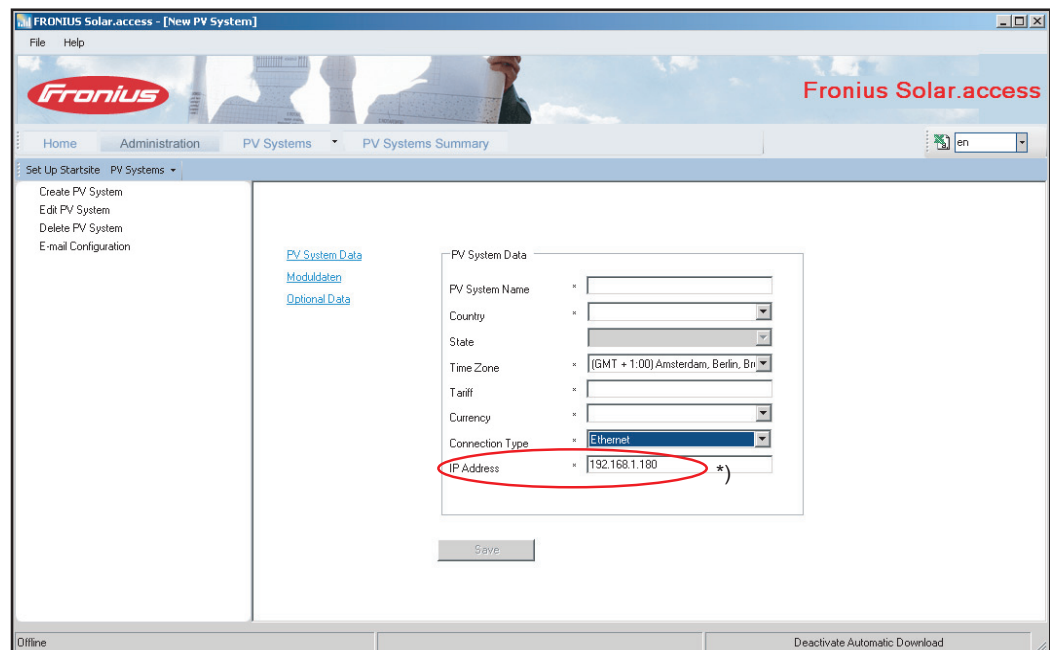 FRONIUS Solar.access - [New PV System]
File Help
Fronius
Fronius Solar.access
Home Administration PV Systems PV Systems Summary en
Set Up Startsite PV Systems
Create PV System
Edit PV System
Delete PV System
E-mail Configuration
PV System Data
Moduldaten
Optional Data
PV System Data
PV System Name *
Country *
State
Time Zone * (GMT + 1:00) Amsterdam, Berlin, Br
Tariff *
Currency *
Connection Type * Ethernet
IP Address * 192.168.1.180 *)
Save
Offline Deactivate Automatic Download